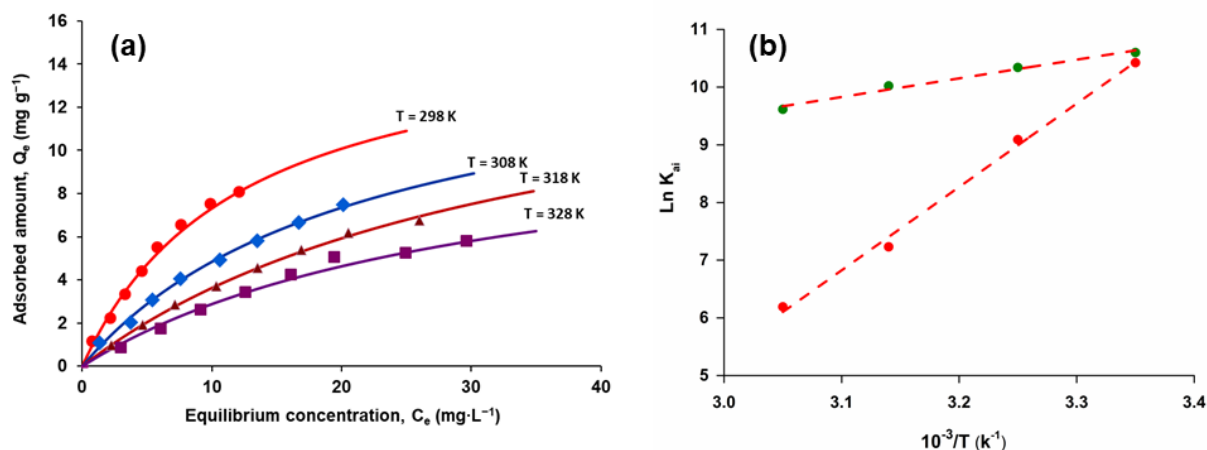 (a)
Adsorbed amount, Qₑ (mg g⁻¹)
16
14
12
10
8
6
4
2
0
T = 298 K
T = 308 K
T = 318 K
T = 328 K
0 10 20 30 40
Equilibrium concentration, Cₑ (mg·L⁻¹)
(b)
Ln Kₐᵢ
11
10
9
8
7
6
5
3.0 3.1 3.2 3.3 3.4
10⁻³/T (k⁻¹)